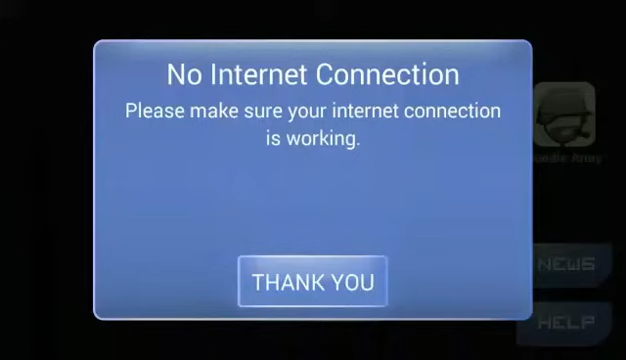 No Internet Connection
Please make sure your internet connection
is working.
THANK YOU
NEWS
HELP